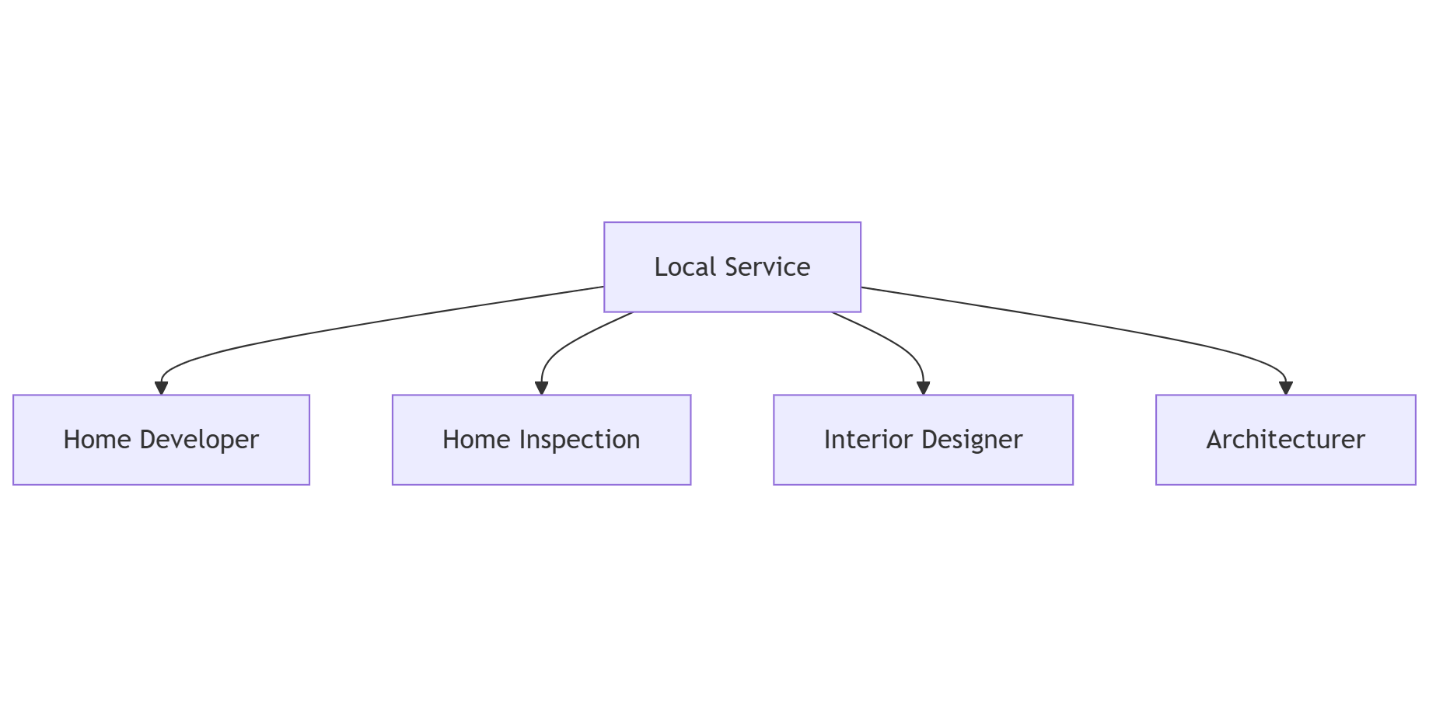 Local Service
Home Developer
Home Inspection
Interior Designer
Architecturer